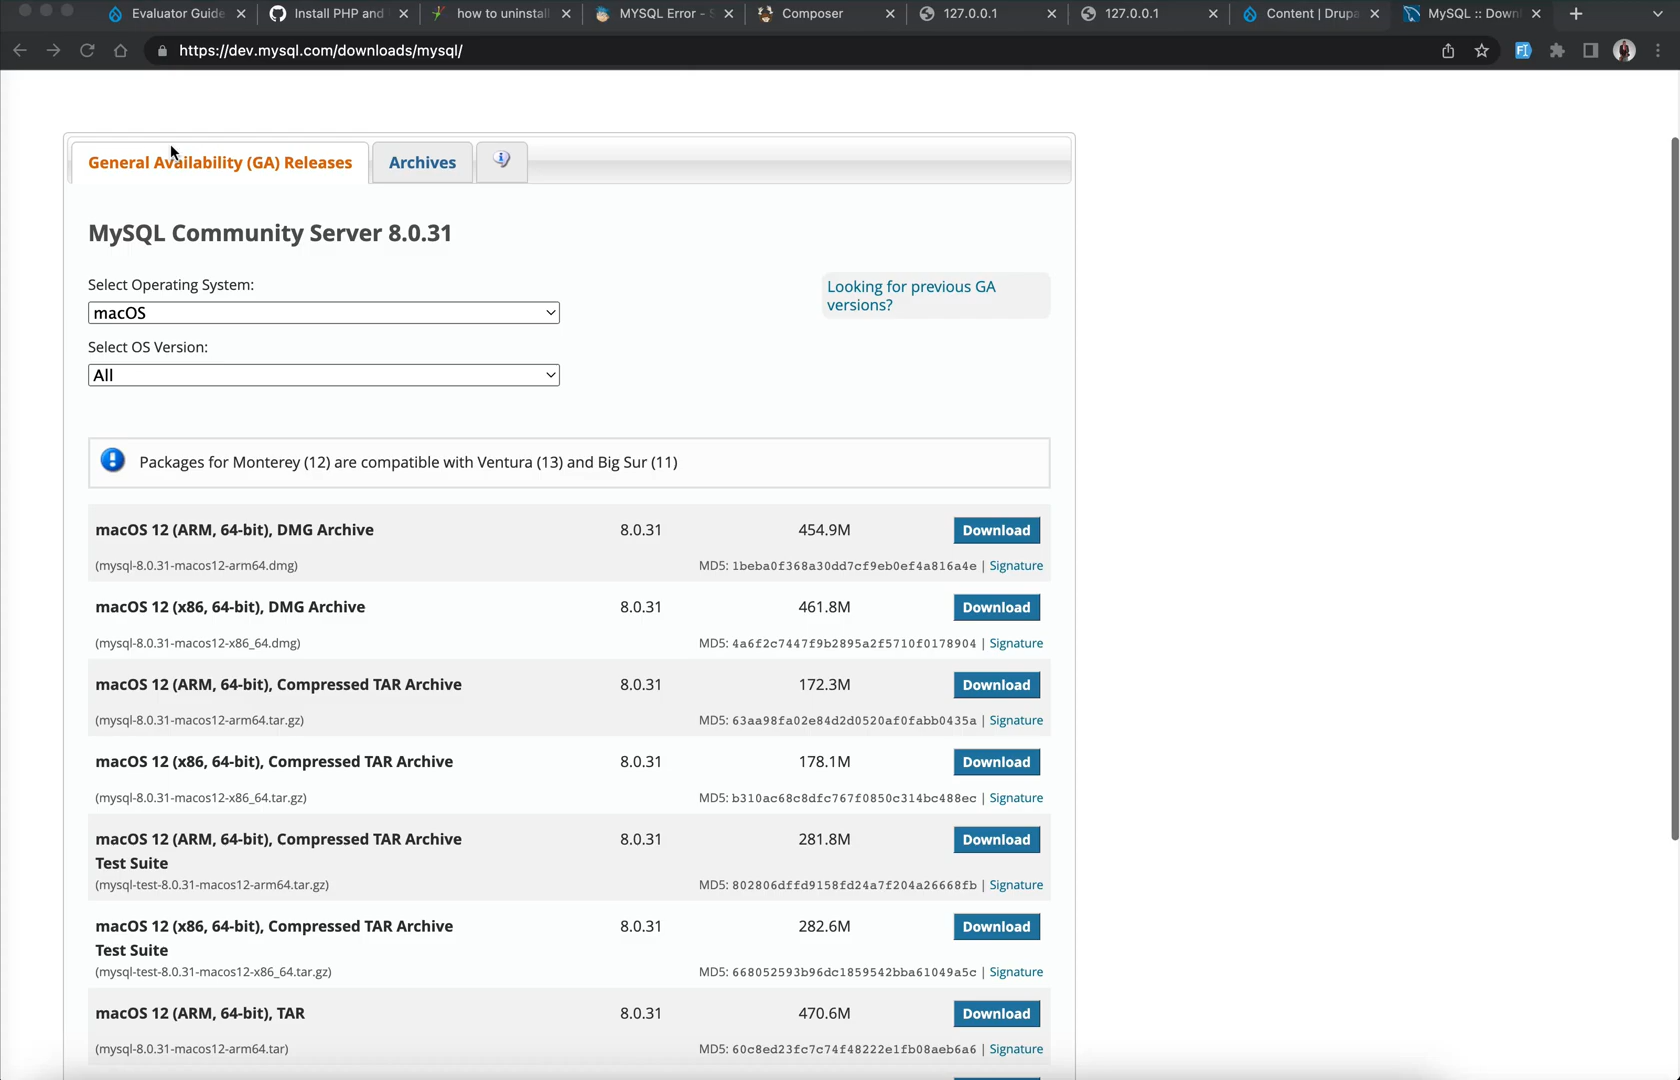 Evaluator Guide
Install PHP and
how to uninstall
MYSQL Error - S
Composer
127.0.0.1
127.0.0.1
Content | Drupa
MySQL :: Down
https://dev.mysql.com/downloads/mysql/
General Availability (GA) Releases
Archives
MySQL Community Server 8.0.31
Select Operating System:
Looking for previous GA
versions?
macOS
Select OS Version:
All
Packages for Monterey (12) are compatible with Ventura (13) and Big Sur (11)
macOS 12 (ARM, 64-bit), DMG Archive 8.0.31 454.9M Download
(mysql-8.0.31-macos12-arm64.dmg) MD5: 1beba0f368a30dd7cf9eb0ef4a816a4e | Signature
macOS 12 (x86, 64-bit), DMG Archive 8.0.31 461.8M Download
(mysql-8.0.31-macos12-x86_64.dmg) MD5: 4a6f2c7447f9b2895a2f5710f0178904 | Signature
macOS 12 (ARM, 64-bit), Compressed TAR Archive 8.0.31 172.3M Download
(mysql-8.0.31-macos12-arm64.tar.gz) MD5: 63aa98fa02e84d2d0520af0fabb0435a | Signature
macOS 12 (x86, 64-bit), Compressed TAR Archive 8.0.31 178.1M Download
(mysql-8.0.31-macos12-x86_64.tar.gz) MD5: b310ac68c8dfc767f0850c314bc488ec | Signature
macOS 12 (ARM, 64-bit), Compressed TAR Archive 8.0.31 281.8M Download
Test Suite
(mysql-test-8.0.31-macos12-arm64.tar.gz) MD5: 802806dffd9158fd24a7f204a26668fb | Signature
macOS 12 (x86, 64-bit), Compressed TAR Archive 8.0.31 282.6M Download
Test Suite
(mysql-test-8.0.31-macos12-x86_64.tar.gz) MD5: 668052593b96dc1859542bba61049a5c | Signature
macOS 12 (ARM, 64-bit), TAR 8.0.31 470.6M Download
(mysql-8.0.31-macos12-arm64.tar) MD5: 60c8ed23fc7c74f48222e1fb08aeb6a6 | Signature